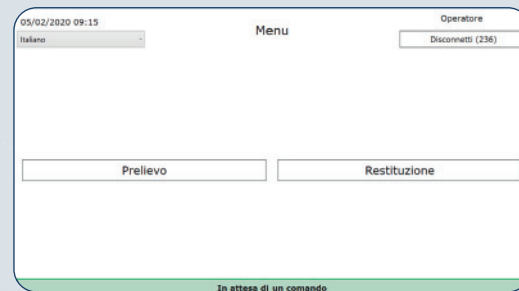 05/02/2020 09:15
Menu
Operatore
Italiano
Disconnetti (236)
Prelievo
Restituzione
In attesa di un comando